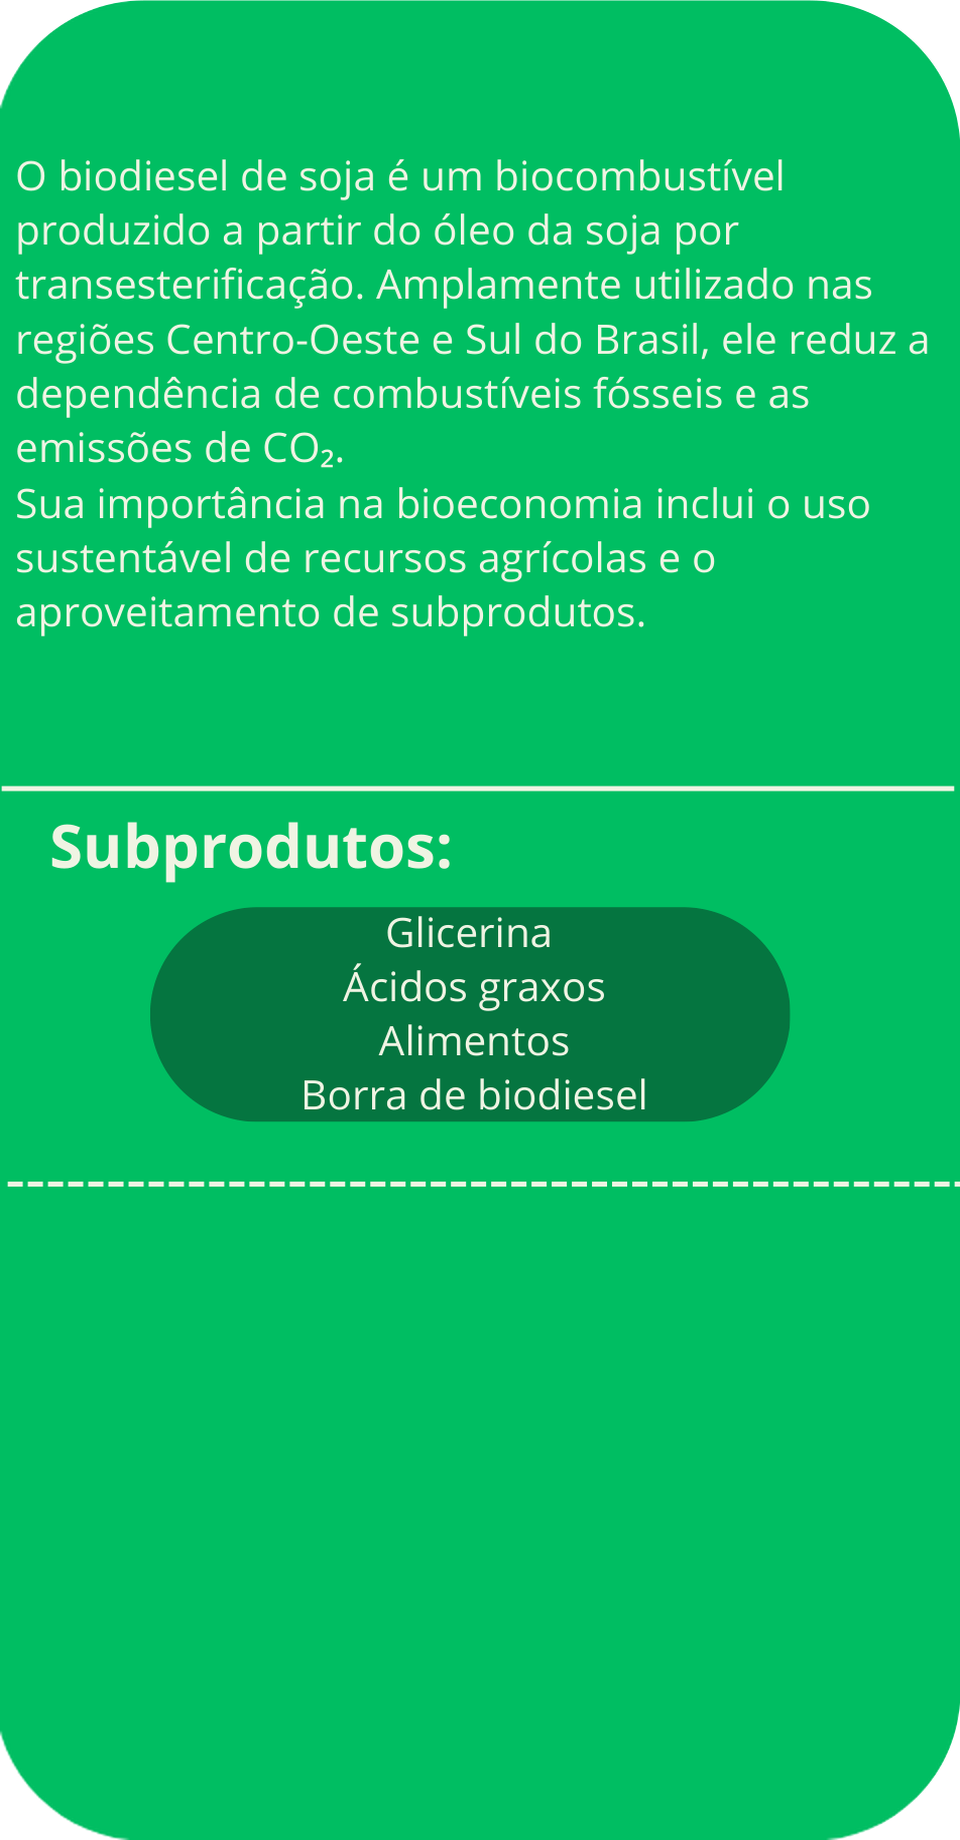 O biodiesel de soja é um biocombustível
produzido a partir do óleo da soja por
transesterificação. Amplamente utilizado nas
regiões Centro-Oeste e Sul do Brasil, ele reduz a
dependência de combustíveis fósseis e as
emissões de CO₂.
Sua importância na bioeconomia inclui o uso
sustentável de recursos agrícolas e o
aproveitamento de subprodutos.
Subprodutos:
Glicerina
Ácidos graxos
Alimentos
Borra de biodiesel